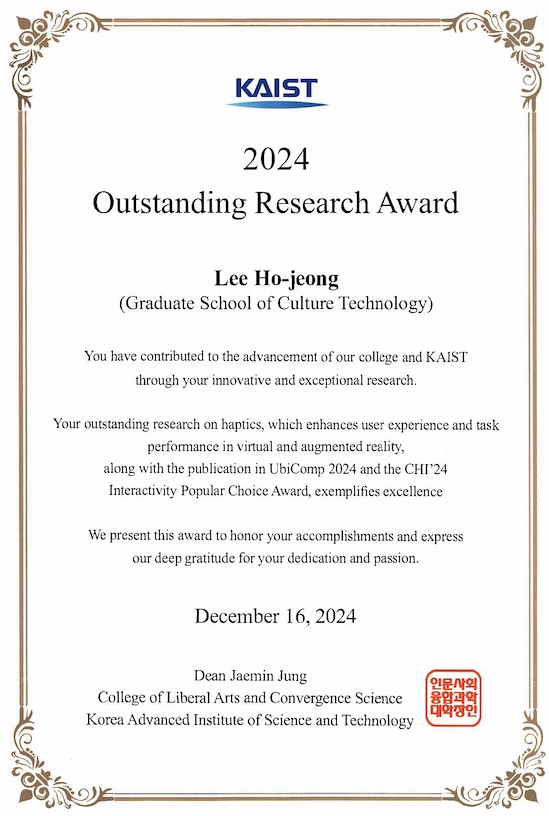 KAIST
2024
Outstanding Research Award
Lee Ho-jeong
(Graduate School of Culture Technology)
You have contributed to the advancement of our college and KAIST
through your innovative and exceptional research.
Your outstanding research on haptics, which enhances user experience and task
performance in virtual and augmented reality,
along with the publication in UbiComp 2024 and the CHI’24
Interactivity Popular Choice Award, exemplifies excellence
We present this award to honor your accomplishments and express
our deep gratitude for your dedication and passion.
December 16, 2024
Dean Jaemin Jung
College of Liberal Arts and Convergence Science
Korea Advanced Institute of Science and Technology
인문사회
융합과학
대학장인